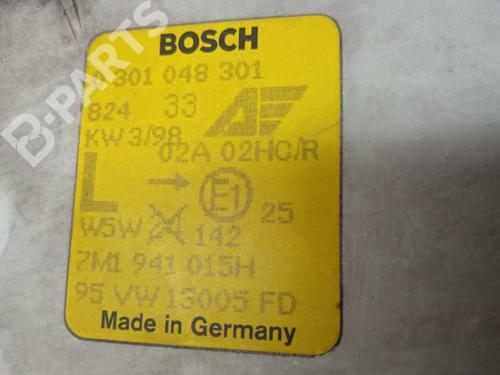 B-PARTS
BOSCH
301 048 301
824 33
KW 3/98
02A 02HC/R
L → E1 25
W5W 24 142
7M1 941 015H
95 VW 13005 FD
Made in Germany